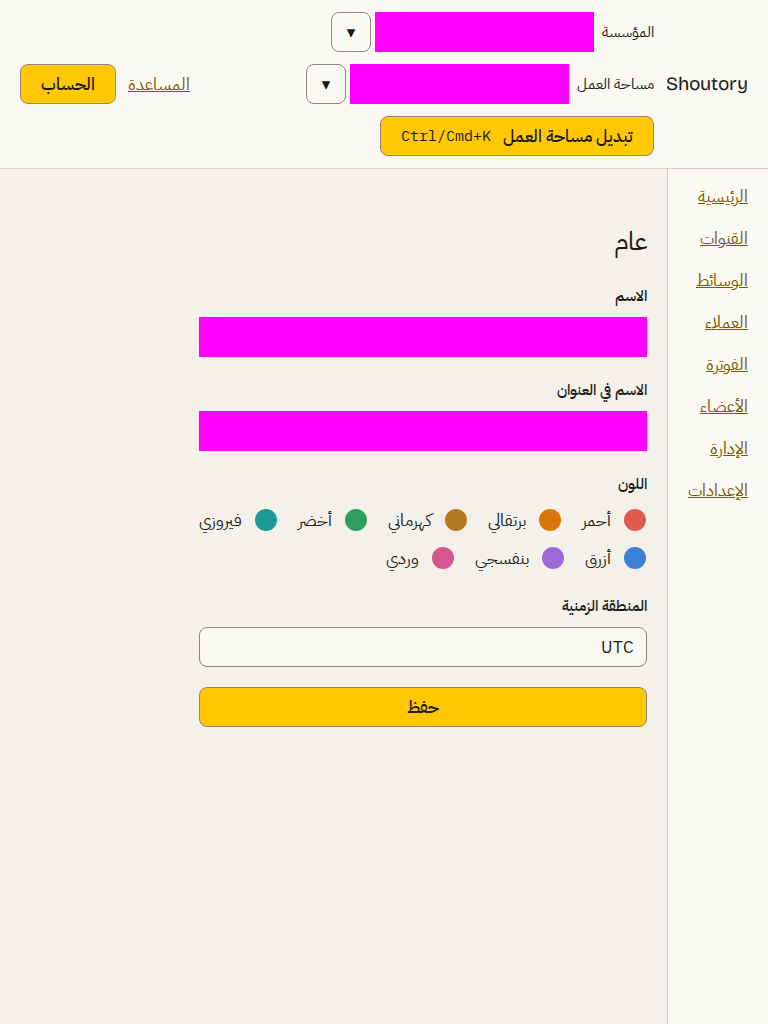 المؤسسة
▼
Shoutory
مساحة العمل
▼
المساعدة
الحساب
تبديل مساحة العمل Ctrl/Cmd+K
الرئيسية
القنوات
الوسائط
العملاء
الفوترة
الأعضاء
الإدارة
الإعدادات
عام
الاسم
الاسم في العنوان
اللون
أحمر برتقالي كهرماني أخضر فيروزي
أزرق بنفسجي وردي
المنطقة الزمنية
UTC
حفظ